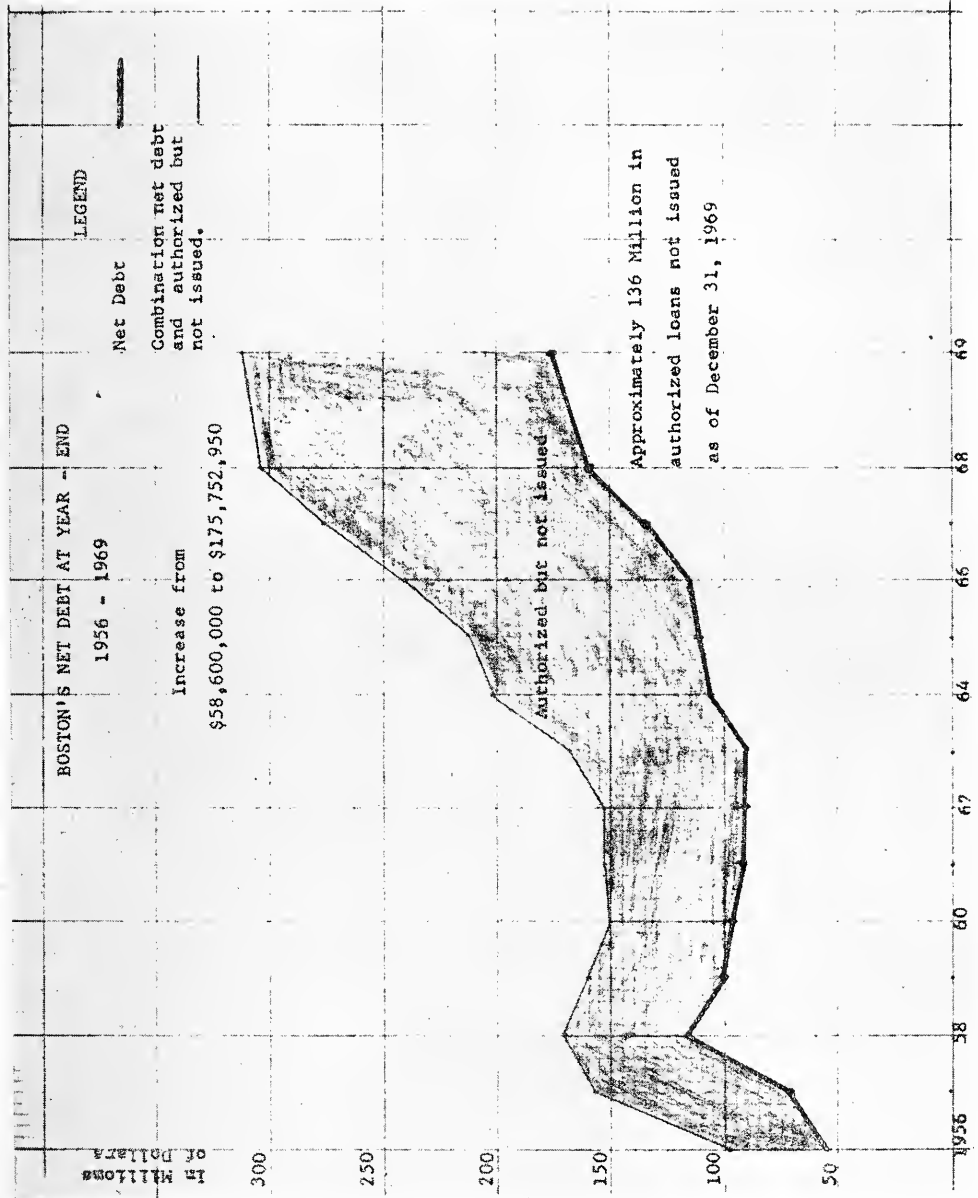 BOSTON'S NET DEBT AT YEAR - END
1956 - 1969
Increase from
$58,600,000 to $175,752,950
LEGEND
Net Debt
Combination net debt
and authorized but
not issued.
In Millions
of Dollars
300
250
200
150
100
50
Authorized but not issued
Approximately 136 Million in
authorized loans not issued
as of December 31, 1969
1956
58
60
67
64
66
68
69